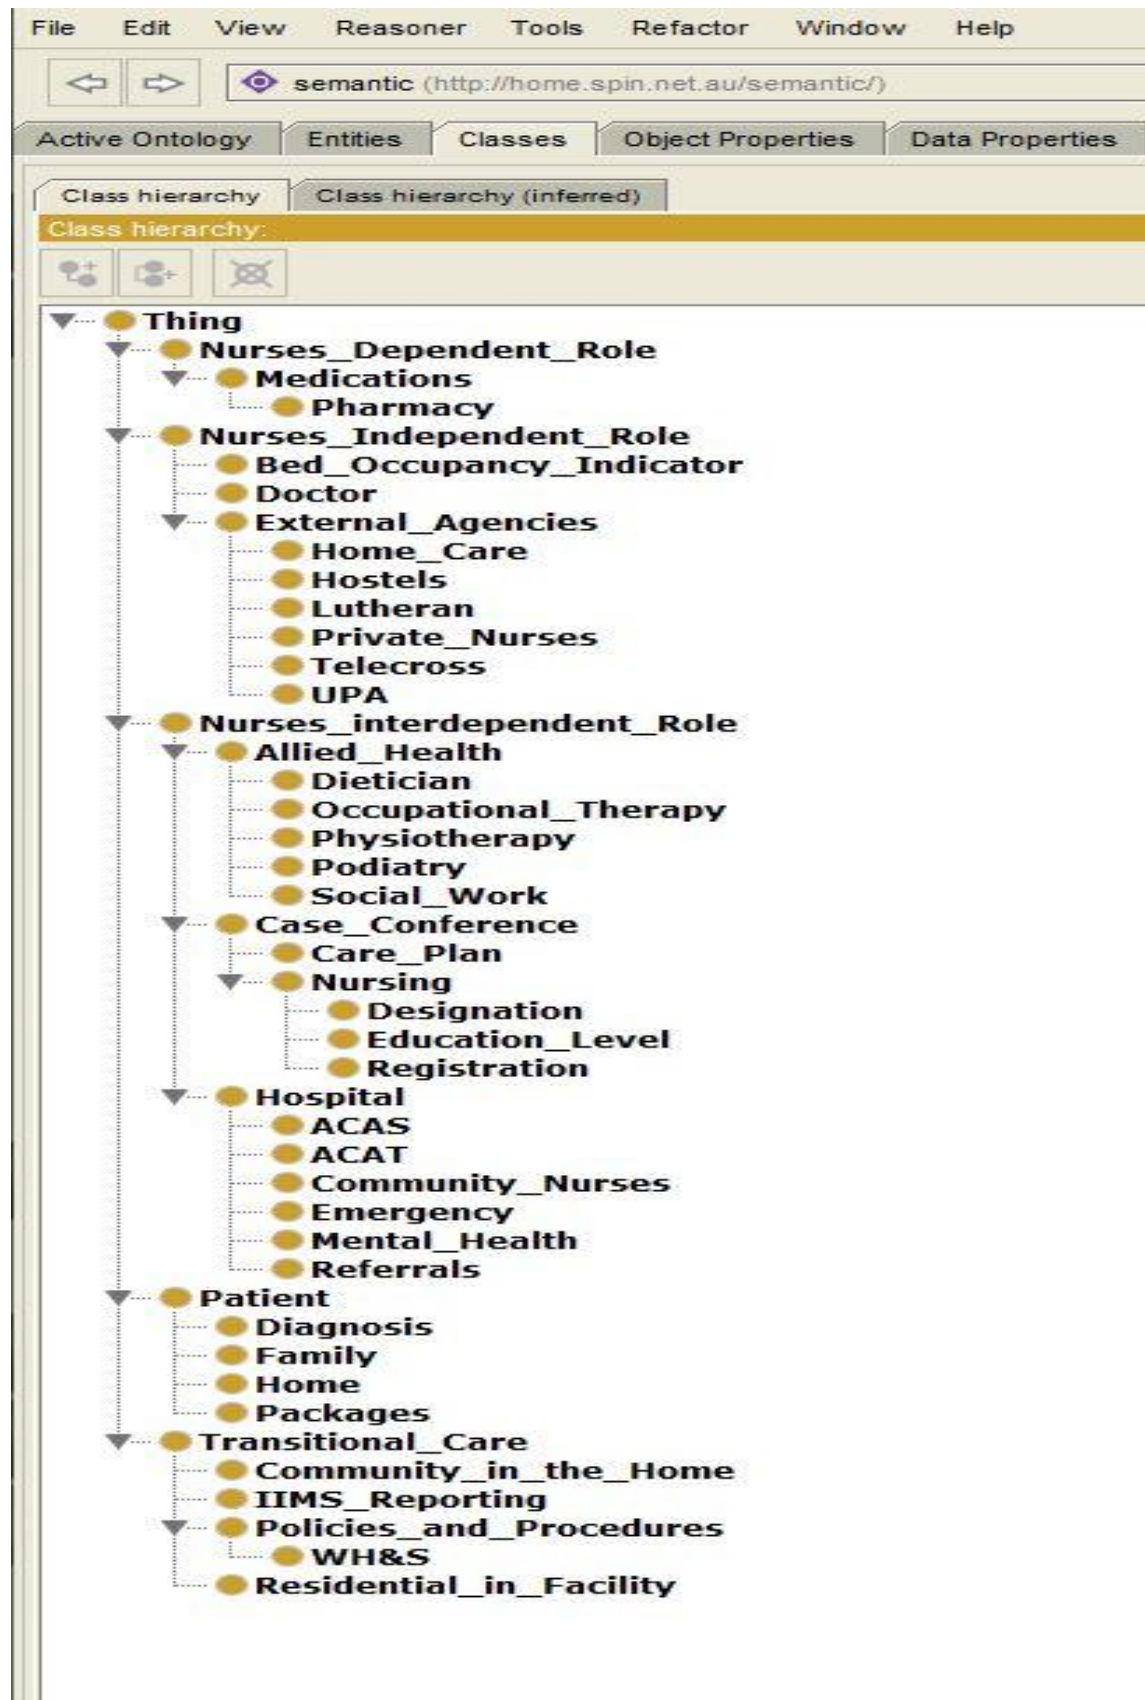 File Edit View Reasoner Tools Refactor Window Help
semantic (http://home.spin.net.au/semantic/)
Active Ontology Entities Classes Object Properties Data Properties
Class hierarchy Class hierarchy (inferred)
Class hierarchy:
Thing
Nurses_Dependent_Role
Medications
Pharmacy
Nurses_Independent_Role
Bed_Occupancy_Indicator
Doctor
External_Agencies
Home_Care
Hostels
Lutheran
Private_Nurses
Telecross
UPA
Nurses_interdependent_Role
Allied_Health
Dietician
Occupational_Therapy
Physiotherapy
Podiatry
Social_Work
Case_Conference
Care_Plan
Nursing
Designation
Education_Level
Registration
Hospital
ACAS
ACAT
Community_Nurses
Emergency
Mental_Health
Referrals
Patient
Diagnosis
Family
Home
Packages
Transitional_Care
Community_in_the_Home
IIMS_Reporting
Policies_and_Procedures
WH&S
Residential_in_Facility